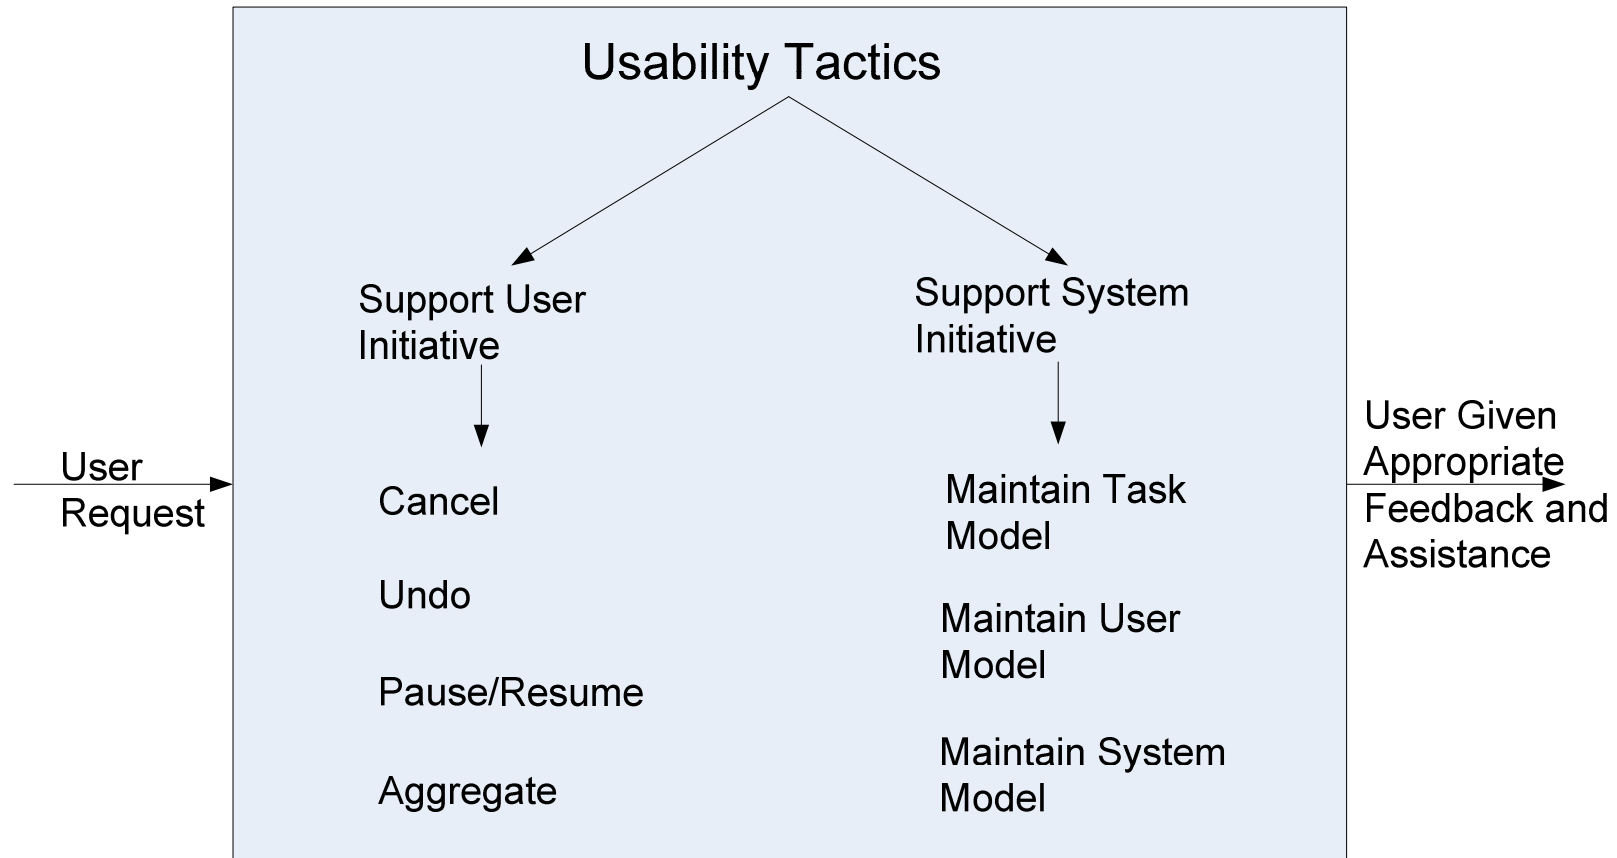 Usability Tactics
Support User
Initiative
Support System
Initiative
User
Request
Cancel
Undo
Pause/Resume
Aggregate
Maintain Task
Model
Maintain User
Model
Maintain System
Model
User Given
Appropriate
Feedback and
Assistance